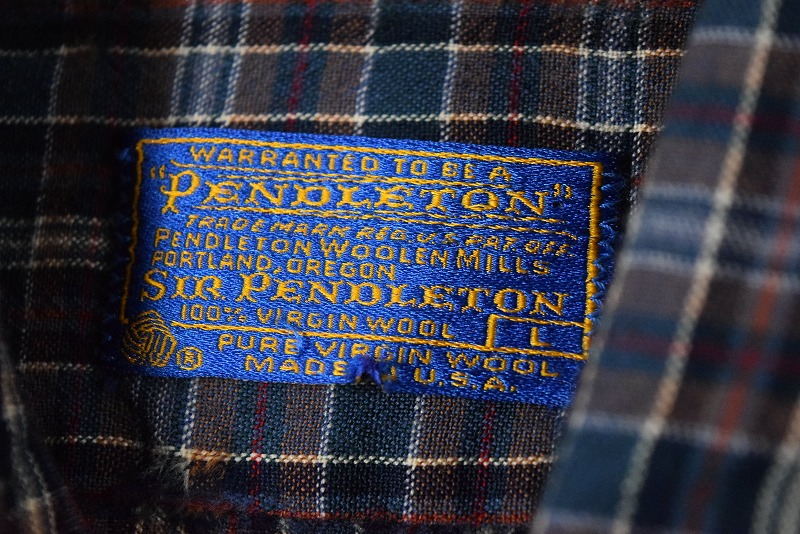 WARRANTED TO BE A
"PENDLETON"
TRADE MARK REG. U.S. PAT. OFF.
PENDLETON WOOLEN MILLS
PORTLAND, OREGON
SIR PENDLETON
100% VIRGIN WOOL L
PURE VIRGIN WOOL
®
MADE U.S.A.